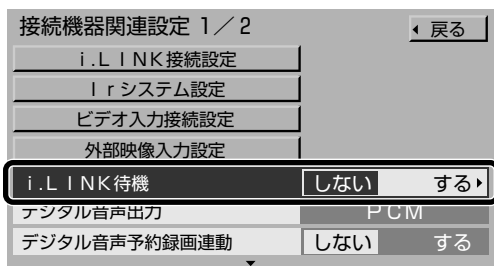 接続機器関連設定 1／2 戻る
i.LINK接続設定
Irシステム設定
ビデオ入力接続設定
外部映像入力設定
i.LINK待機 しない する
デジタル音声出力 PCM
デジタル音声予約録画連動 しない する